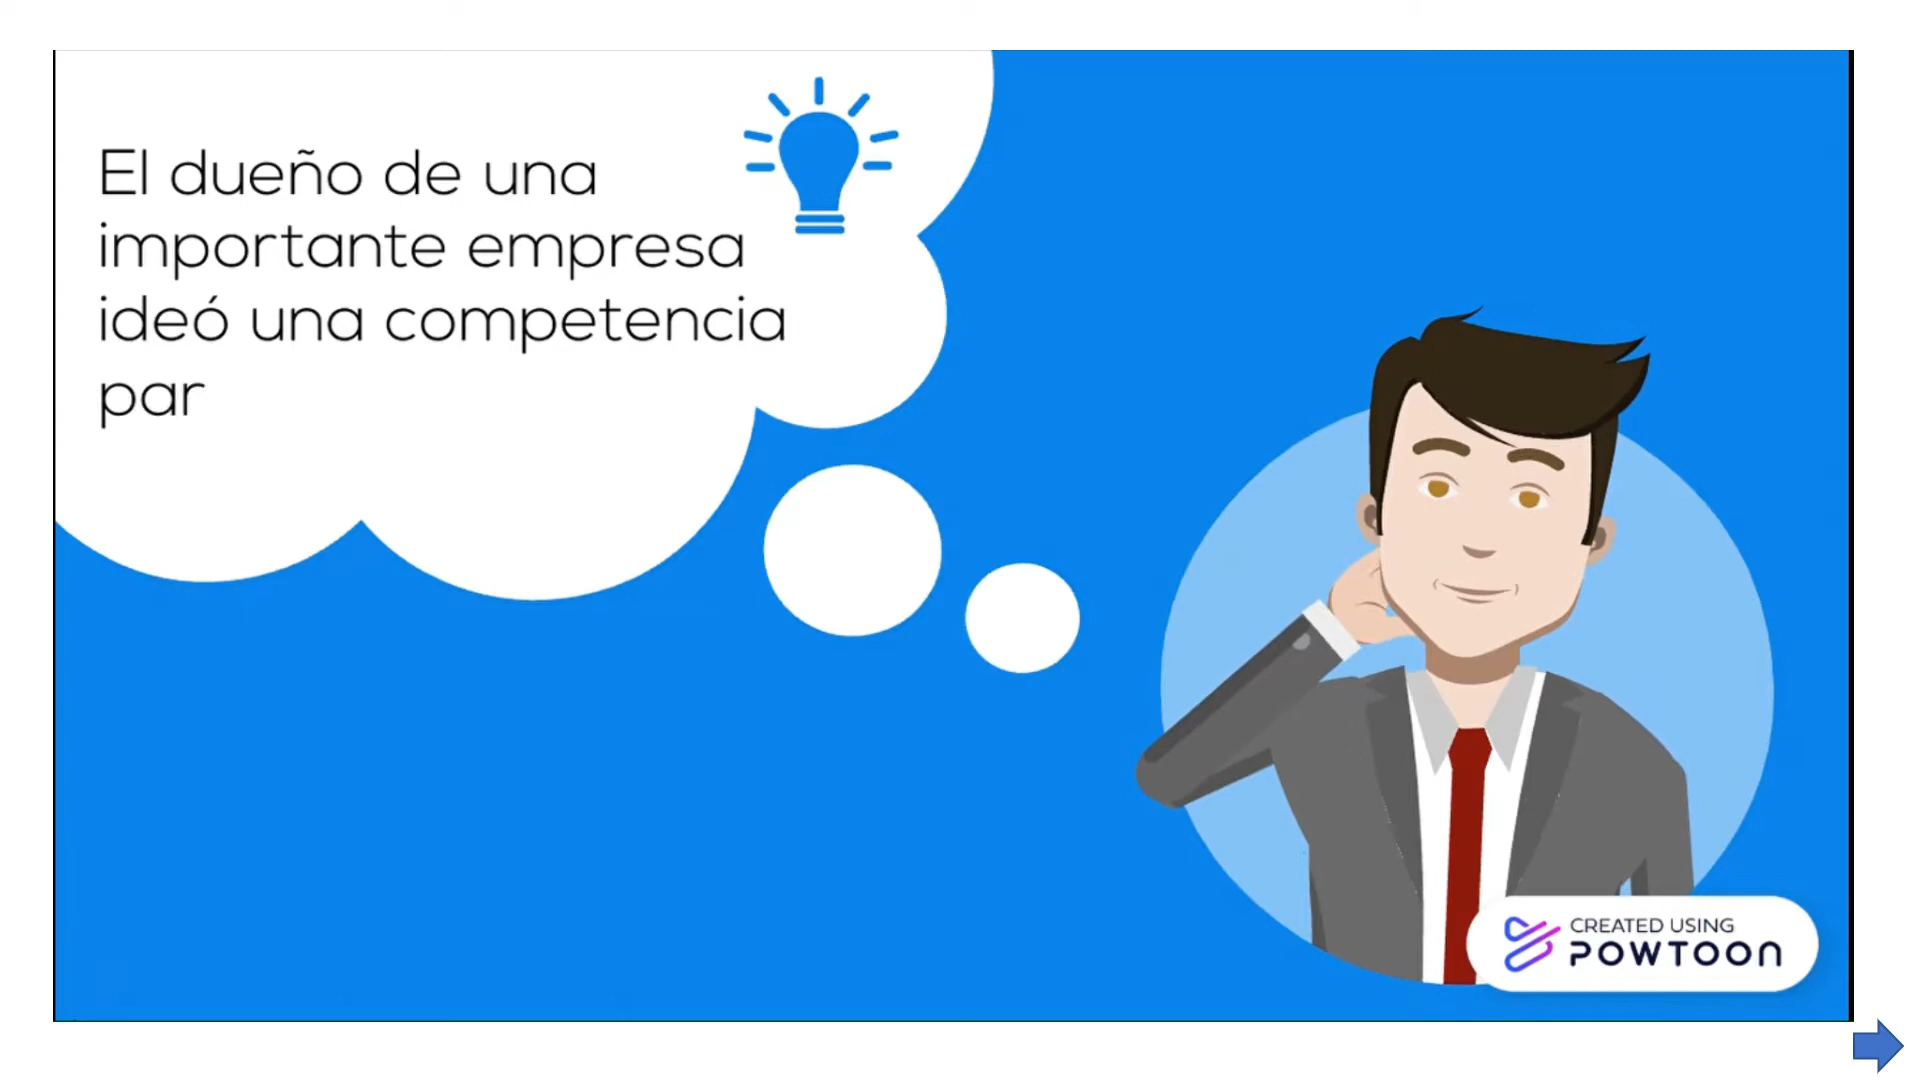 El dueño de una
importante empresa
ideó una competencia
par
CREATED USING
POWTOON